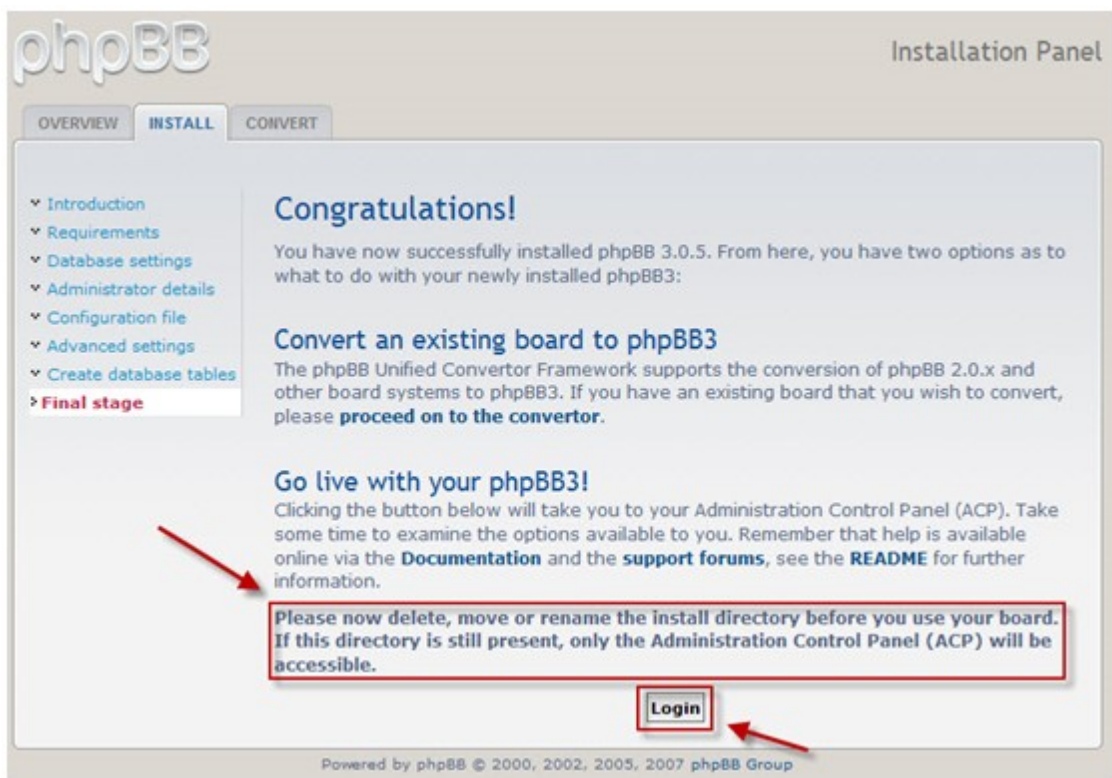 phpBB
Installation Panel
OVERVIEW INSTALL CONVERT
Introduction
Requirements
Database settings
Administrator details
Configuration file
Advanced settings
Create database tables
Final stage
Congratulations!
You have now successfully installed phpBB 3.0.5. From here, you have two options as to
what to do with your newly installed phpBB3:
Convert an existing board to phpBB3
The phpBB Unified Convertor Framework supports the conversion of phpBB 2.0.x and
other board systems to phpBB3. If you have an existing board that you wish to convert,
please proceed on to the convertor.
Go live with your phpBB3!
Clicking the button below will take you to your Administration Control Panel (ACP). Take
some time to examine the options available to you. Remember that help is available
online via the Documentation and the support forums, see the README for further
information.
Please now delete, move or rename the install directory before you use your board.
If this directory is still present, only the Administration Control Panel (ACP) will be
accessible.
Login
Powered by phpBB © 2000, 2002, 2005, 2007 phpBB Group